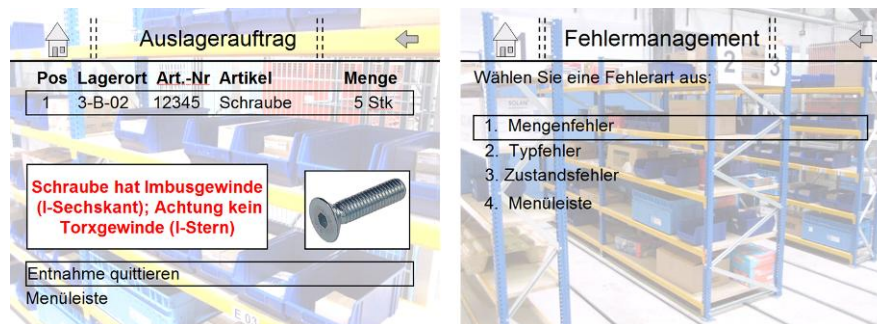 Auslagerauftrag
Pos Lagerort Art.-Nr Artikel Menge
1 3-B-02 12345 Schraube 5 Stk
Schraube hat Imbusgewinde
(I-Sechskant); Achtung kein
Torxgewinde (I-Stern)
Entnahme quittieren
Menüleiste
Fehlermanagement
2 3
Wählen Sie eine Fehlerart aus:
1. Mengenfehler
2. Typfehler
3. Zustandsfehler
4. Menüleiste